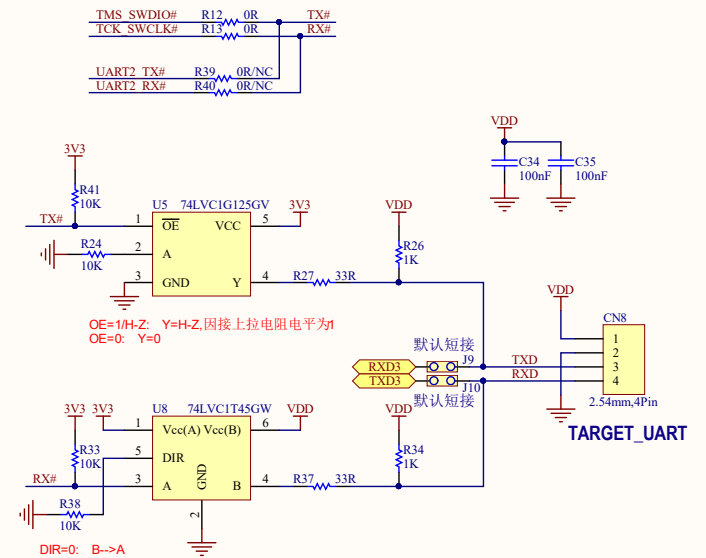 TMS_SWDIO# R12 0R TX#
TCK_SWCLK# R13 0R RX#
UART2_TX# R39 0R/NC
UART2_RX# R40 0R/NC
VDD
C34
100nF
C35
100nF
3V3
R41
10K
TX#
R24
10K
U5 74LVC1G125GV
1 OE VCC 5
2 A
3 GND Y 4
3V3
VDD
R26
1K
R27 33R
OE=1/H-Z: Y=H-Z,因接上拉电阻电平为1
OE=0: Y=0
默认短接
RXD3 J9 TXD
TXD3 J10 RXD
默认短接
VDD
CN8
1
2
3
4
2.54mm,4Pin
TARGET_UART
3V3 3V3
U8 74LVC1T45GW
VDD
1 Vcc(A) Vcc(B) 6
5 DIR
3 A B 4
GND
2
R33
10K
RX#
R38
10K
VDD
R34
1K
R37 33R
DIR=0: B-->A